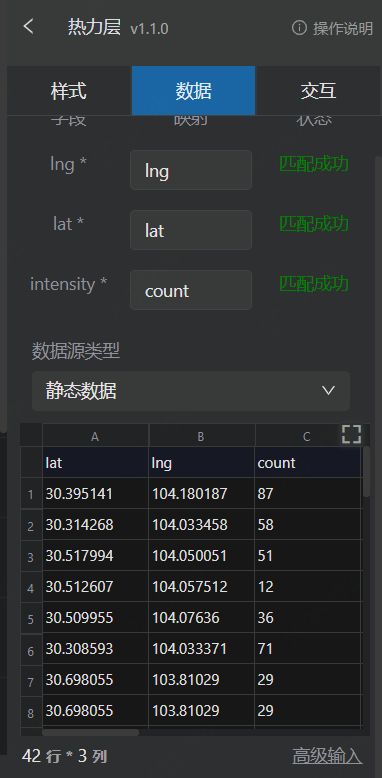 热力层 v1.1.0 操作说明
样式 数据 交互
字段 映射 状态
lng * lng 匹配成功
lat * lat 匹配成功
intensity * count 匹配成功
数据源类型
静态数据
A B C
lat lng count
1 30.395141 104.180187 87
2 30.314268 104.033458 58
3 30.517994 104.050051 51
4 30.512607 104.057512 12
5 30.509955 104.07636 36
6 30.308593 104.033371 71
7 30.698055 103.81029 29
8 30.698055 103.81029 29
42 行 * 3 列 高级输入